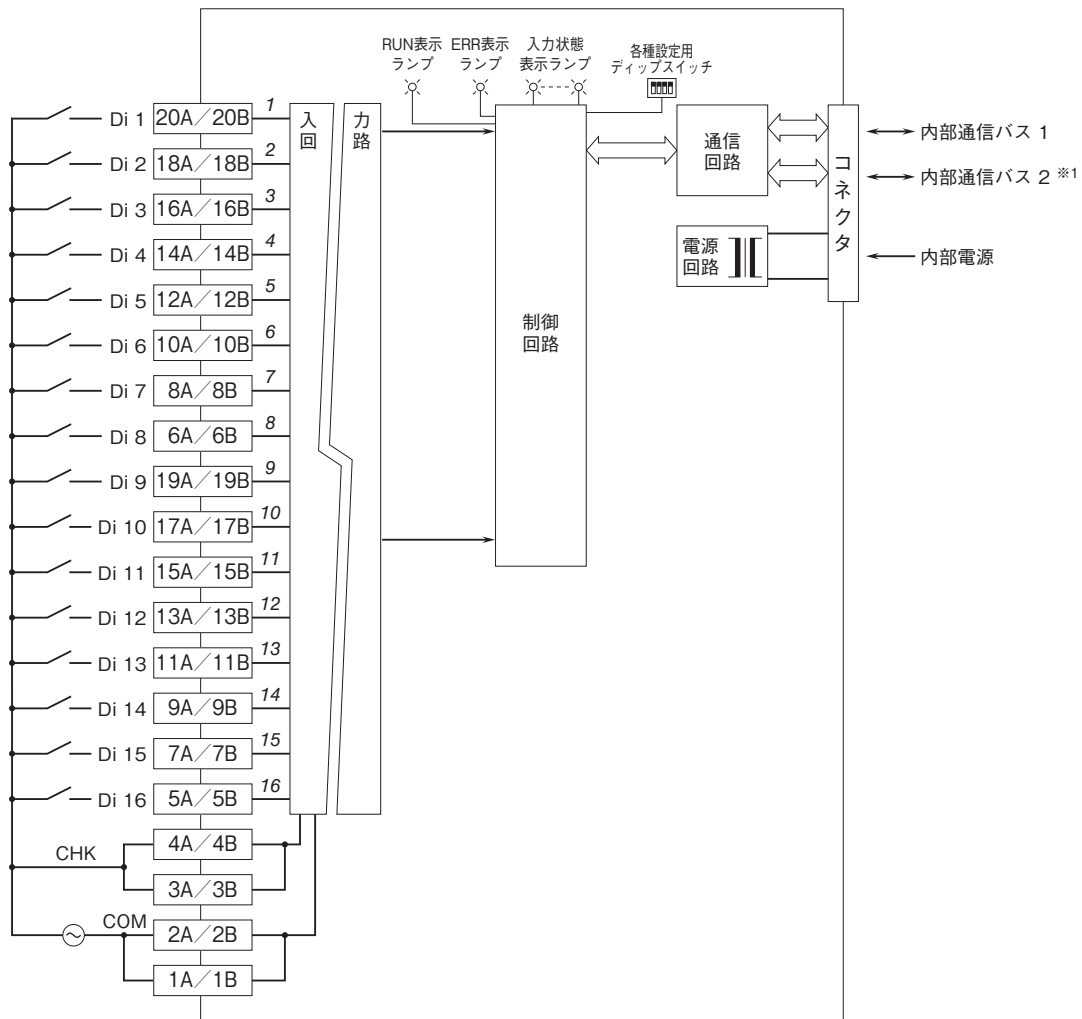 RUN表示
ランプ
ERR表示
ランプ
入力状態
表示ランプ
各種設定用
ディップスイッチ
Di 1 20A／20B 1
Di 2 18A／18B 2
Di 3 16A／16B 3
Di 4 14A／14B 4
Di 5 12A／12B 5
Di 6 10A／10B 6
Di 7 8A／8B 7
Di 8 6A／6B 8
Di 9 19A／19B 9
Di 10 17A／17B 10
Di 11 15A／15B 11
Di 12 13A／13B 12
Di 13 11A／11B 13
Di 14 9A／9B 14
Di 15 7A／7B 15
Di 16 5A／5B 16
CHK
4A／4B
3A／3B
COM
2A／2B
1A／1B
入力
回路
制御
回路
通信
回路
電源
回路
コネクタ
内部通信バス 1
内部通信バス 2 ※1
内部電源